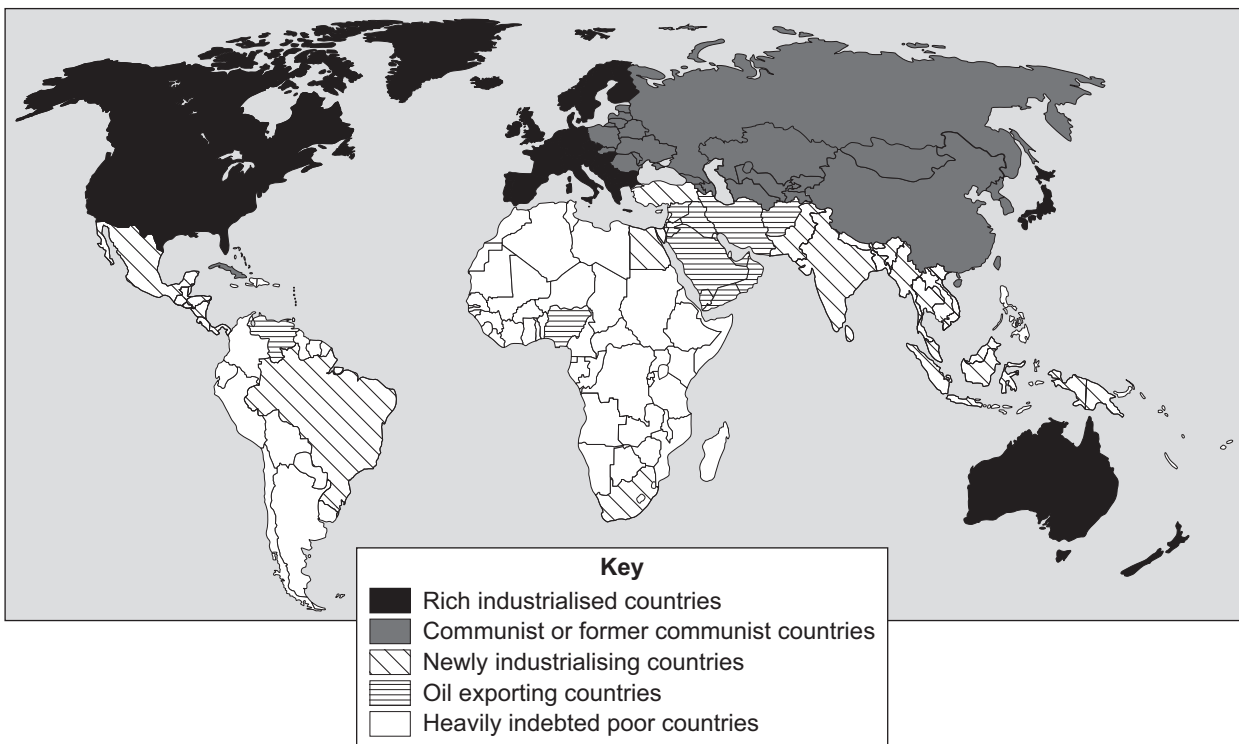 Key
Rich industrialised countries
Communist or former communist countries
Newly industrialising countries
Oil exporting countries
Heavily indebted poor countries